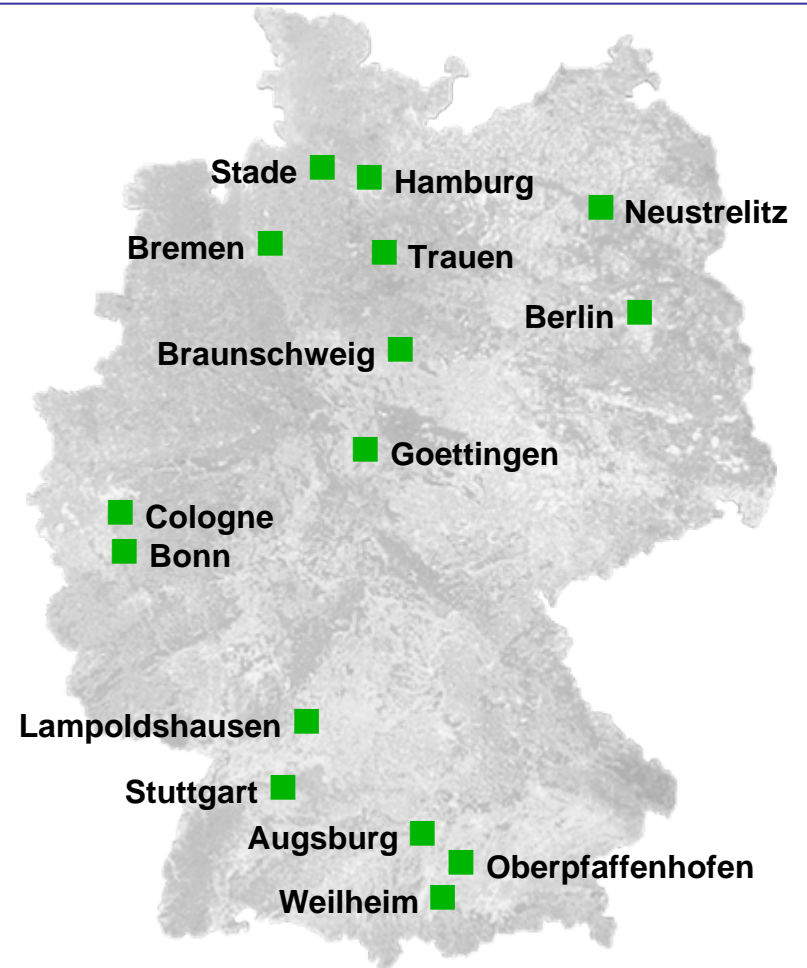 Stade
Hamburg
Neustrelitz
Bremen
Trauen
Berlin
Braunschweig
Goettingen
Cologne
Bonn
Lampoldshausen
Stuttgart
Augsburg
Oberpfaffenhofen
Weilheim